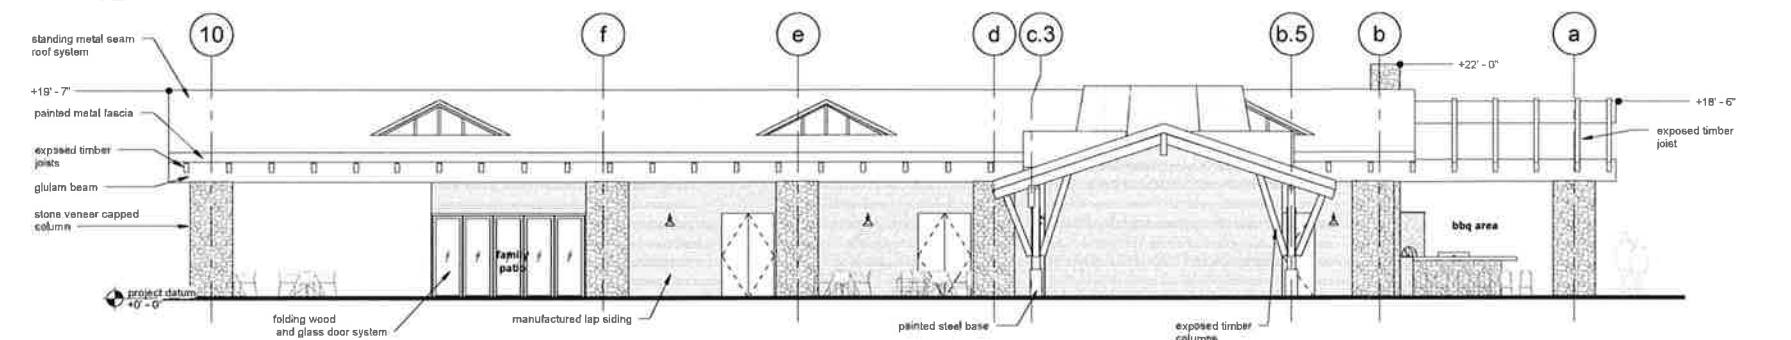 10
f
e
d
c.3
b.5
b
a
standing metal seam
roof system
+19' - 7"
painted metal fascia
exposed timber
joists
glulam beam
stone veneer capped
column
project datum
+0' - 0"
family
patio
folding wood
and glass door system
manufactured lap siding
painted steel base
exposed timber
columns
+22' - 0"
+18' - 6"
exposed timber
joist
bbq area